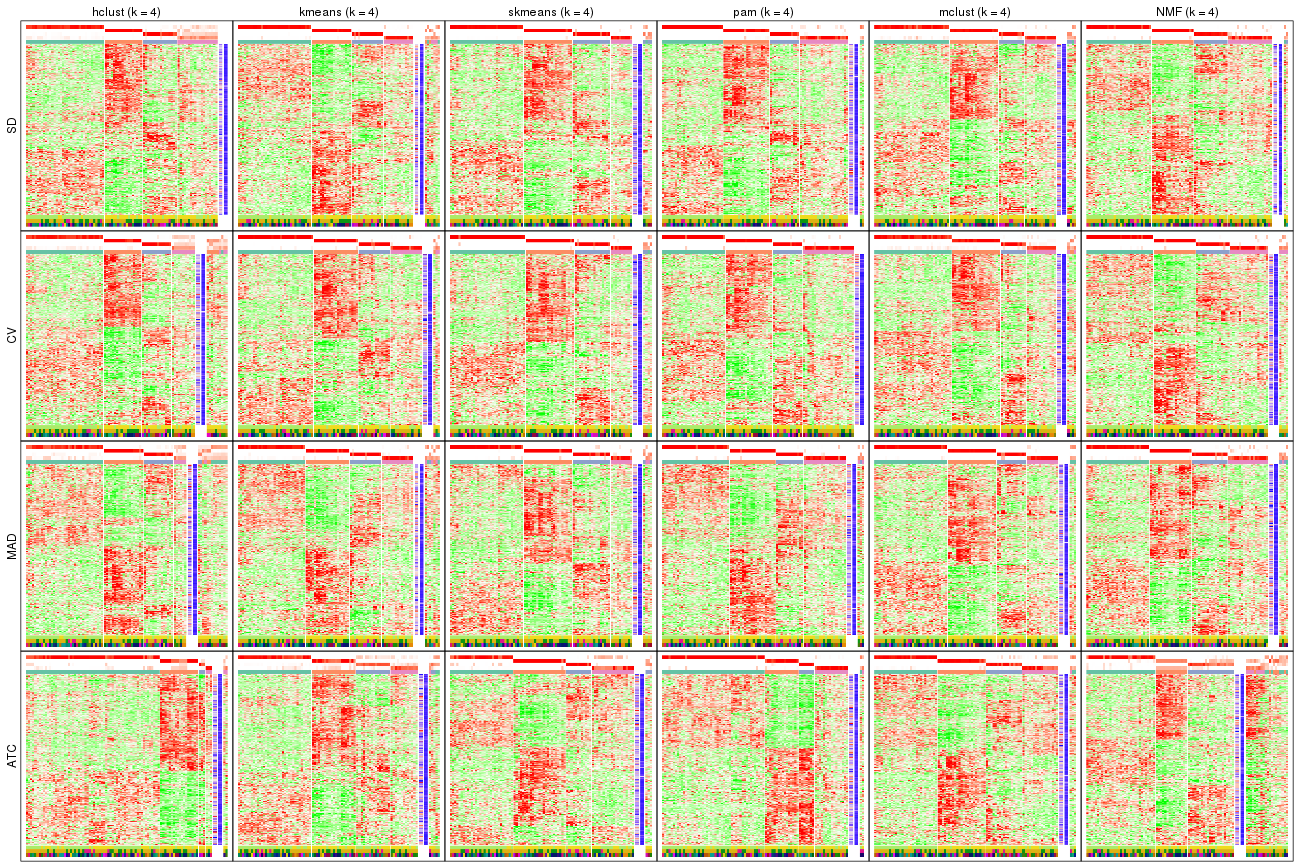 hclust (k = 4)
kmeans (k = 4)
skmeans (k = 4)
pam (k = 4)
mclust (k = 4)
NMF (k = 4)
SD
CV
MAD
ATC